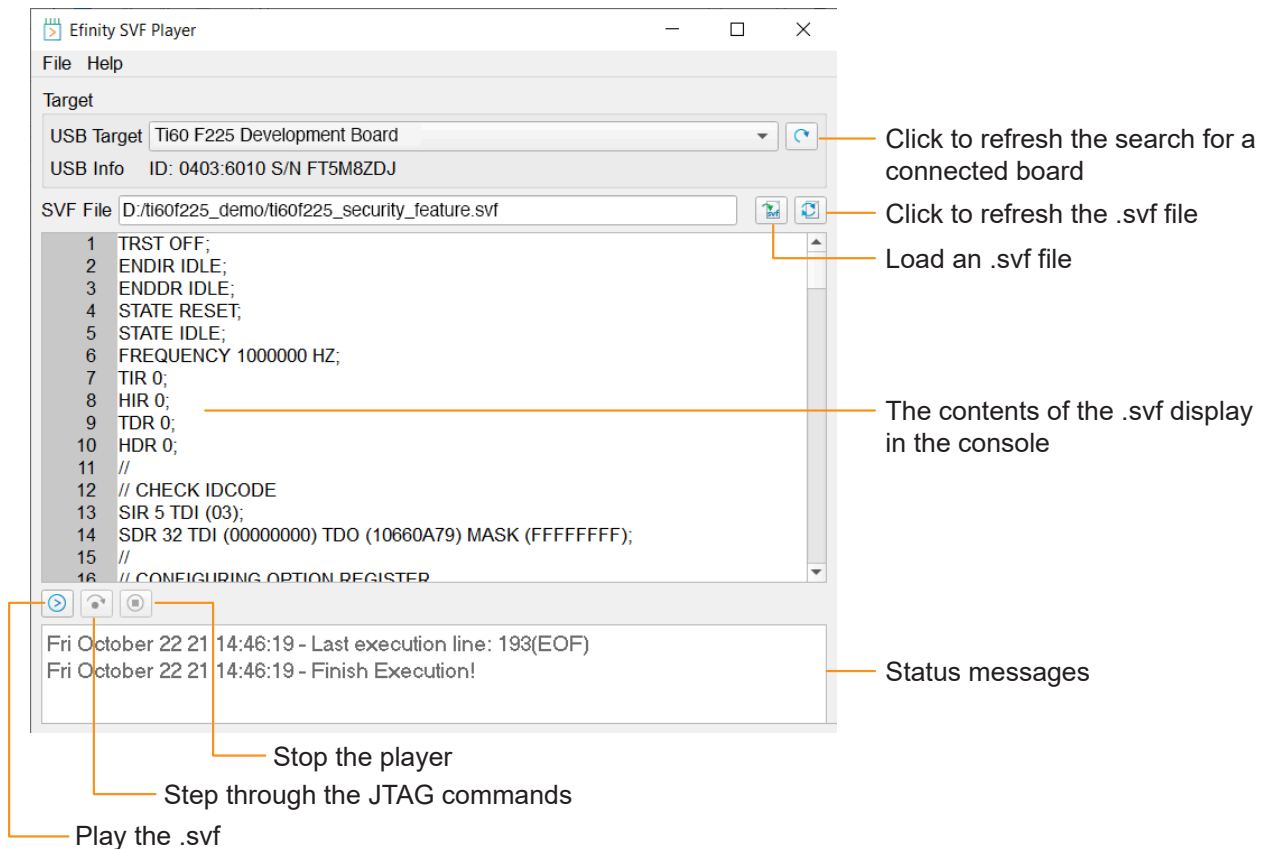 Efinity SVF Player
File Help
Target
USB Target Ti60 F225 Development Board
USB Info ID: 0403:6010 S/N FT5M8ZDJ
Click to refresh the search for a
connected board
SVF File D:/ti60f225_demo/ti60f225_security_feature.svf
svf
Click to refresh the .svf file
Load an .svf file
1 TRST OFF;
2 ENDIR IDLE;
3 ENDDR IDLE;
4 STATE RESET;
5 STATE IDLE;
6 FREQUENCY 1000000 HZ;
7 TIR 0;
8 HIR 0;
9 TDR 0;
10 HDR 0;
11 //
12 // CHECK IDCODE
13 SIR 5 TDI (03);
14 SDR 32 TDI (00000000) TDO (10660A79) MASK (FFFFFFFF);
15 //
16 // CONFIGURING OPTION REGISTER
The contents of the .svf display
in the console
Fri October 22 21 14:46:19 - Last execution line: 193(EOF)
Fri October 22 21 14:46:19 - Finish Execution!
Status messages
Stop the player
Step through the JTAG commands
Play the .svf